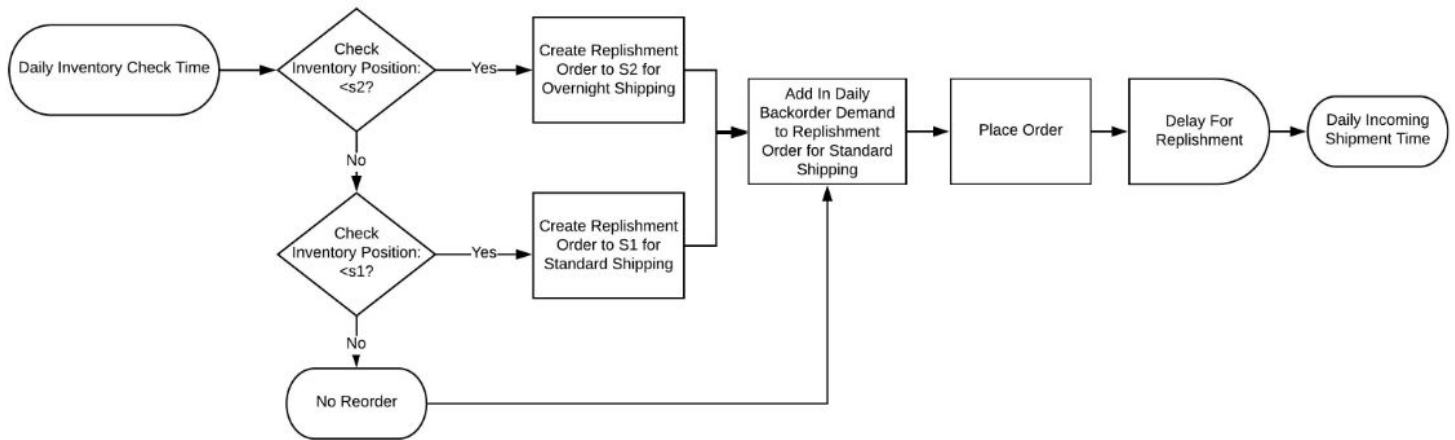 Daily Inventory Check Time
Check
Inventory Position:
<s2?
Yes
Create Replishment
Order to S2 for
Overnight Shipping
No
Check
Inventory Position:
<s1?
Yes
Create Replishment
Order to S1 for
Standard Shipping
No
No Reorder
Add In Daily
Backorder Demand
to Replishment
Order for Standard
Shipping
Place Order
Delay For
Replishment
Daily Incoming
Shipment Time